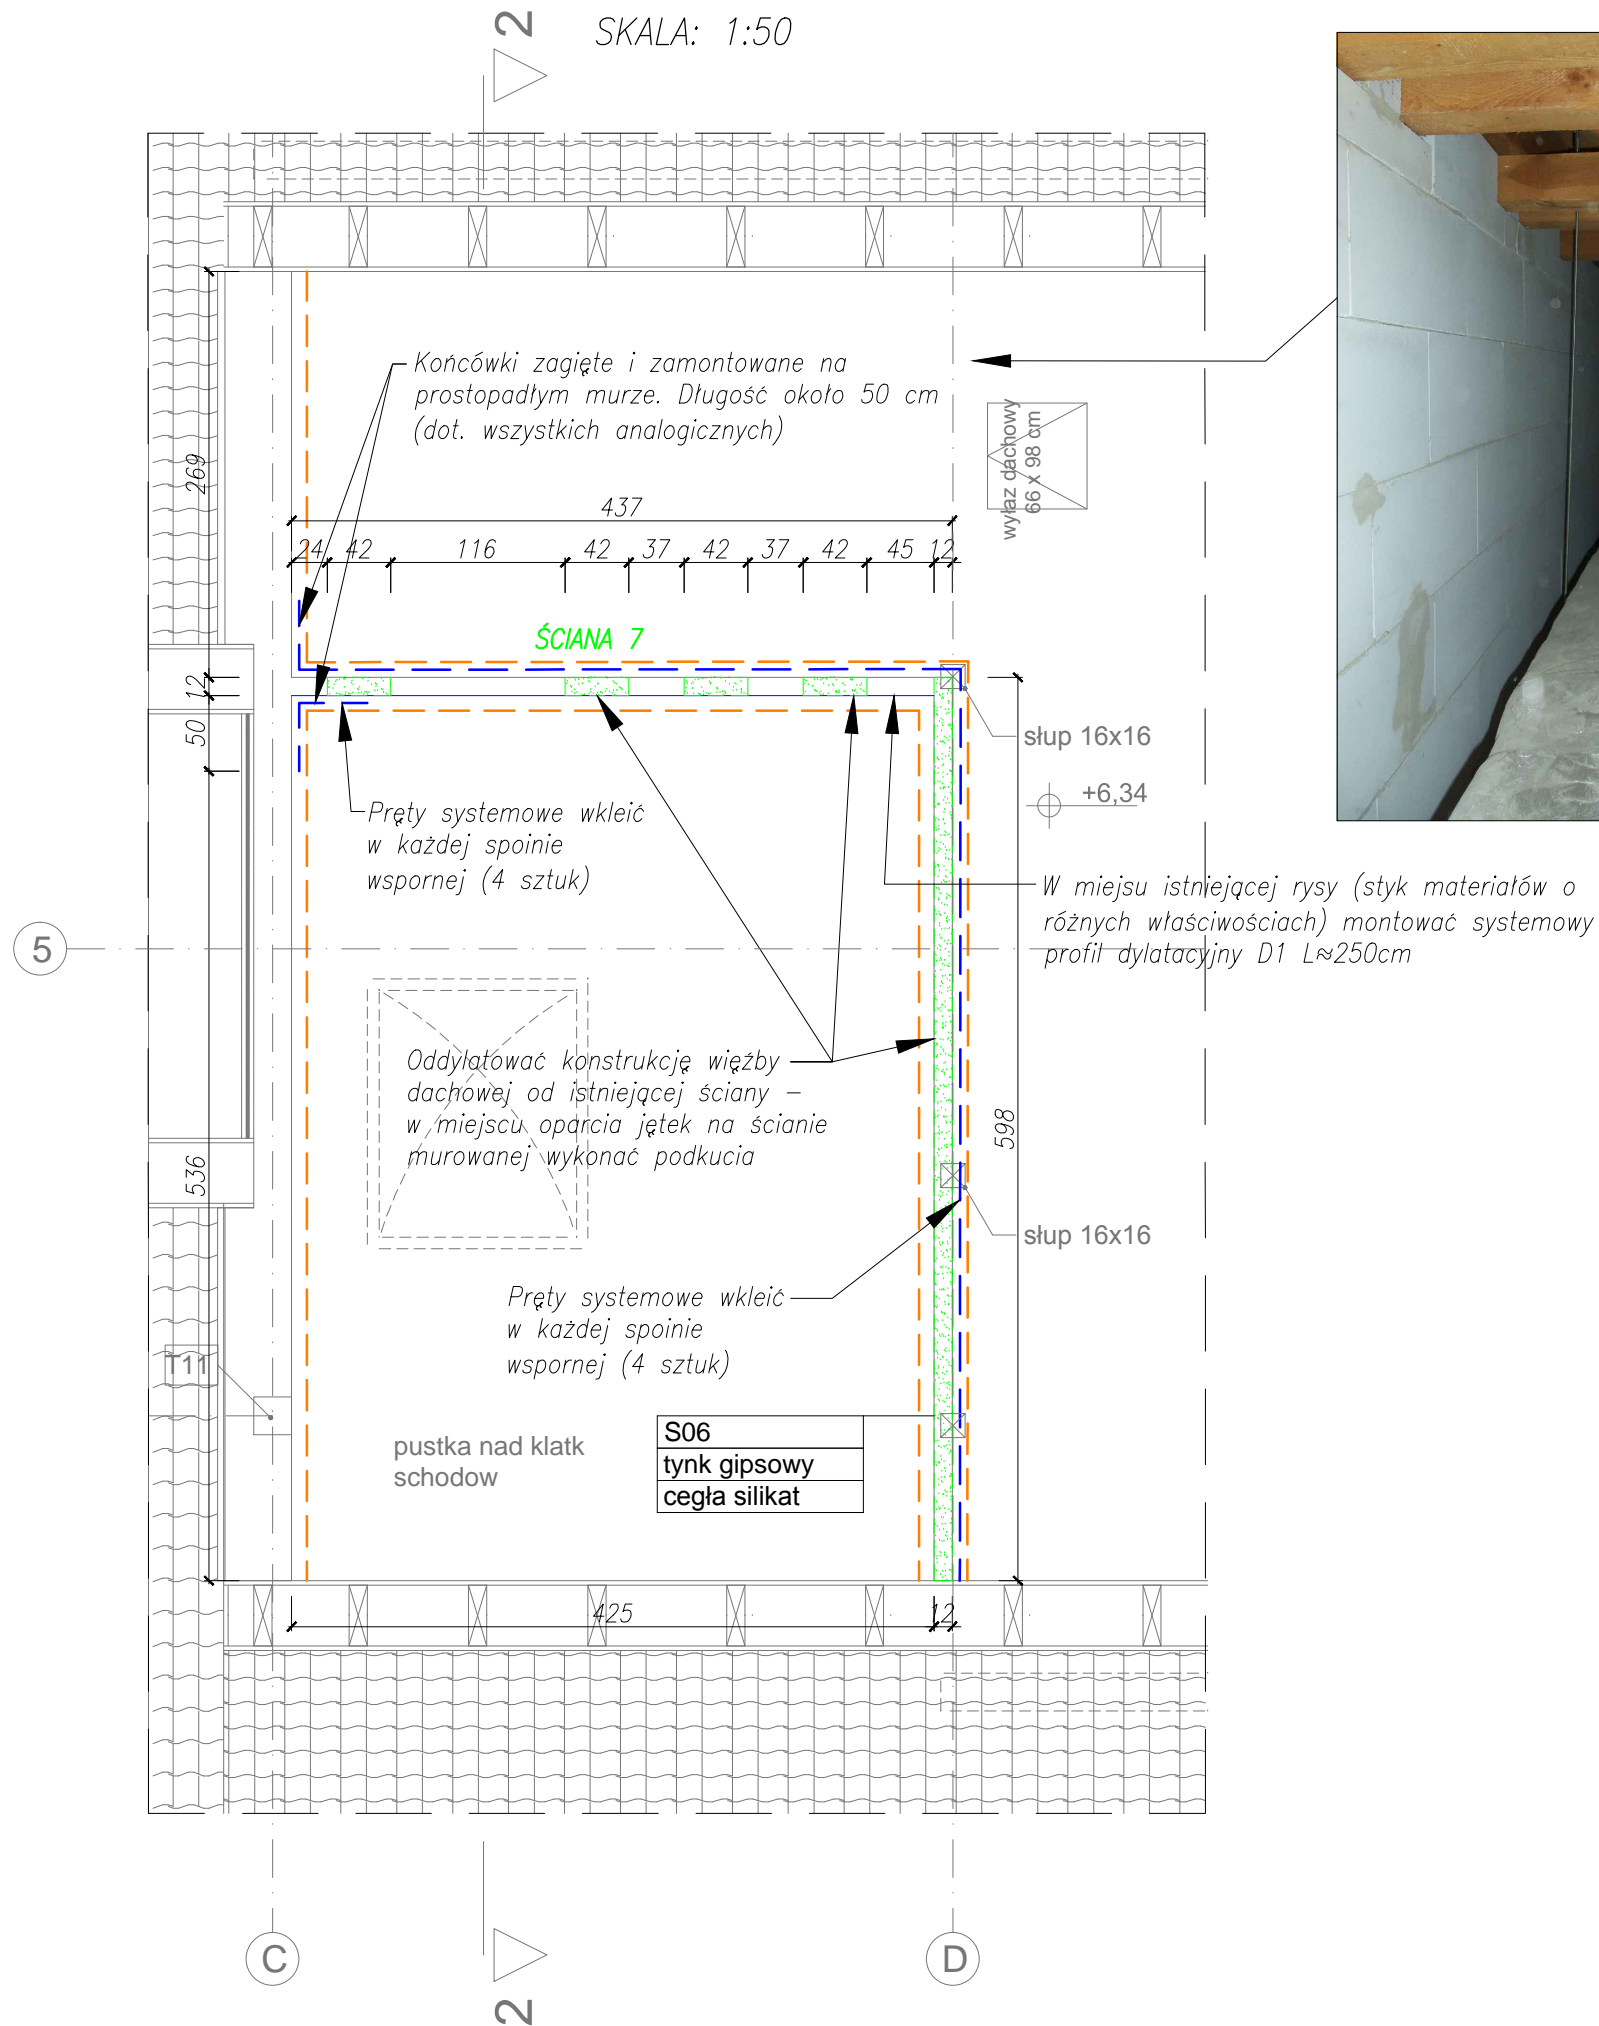 2
SKALA: 1:50
Końcówki zagięte i zamontowane na
prostopadłym murze. Długość około 50 cm
(dot. wszystkich analogicznych)
wyłaz dachowy
66 x 98 cm
269
437
24 42 116 42 37 42 37 42 45 12
ŚCIANA 7
12
50
słup 16x16
+6,34
Pręty systemowe wkleić
w każdej spoinie
wspornej (4 sztuk)
W miejsu istniejącej rysy (styk materiałów o
różnych właściwościach) montować systemowy
profil dylatacyjny D1 L≈250cm
5
Oddylatować konstrukcję więźby
dachowej od istniejącej ściany –
w miejscu oparcia jętek na ścianie
murowanej wykonać podkucia
598
536
słup 16x16
Pręty systemowe wkleić
w każdej spoinie
wspornej (4 sztuk)
T11
pustka nad klatk
schodow
S06
tynk gipsowy
cegła silikat
425 12
C
D
2